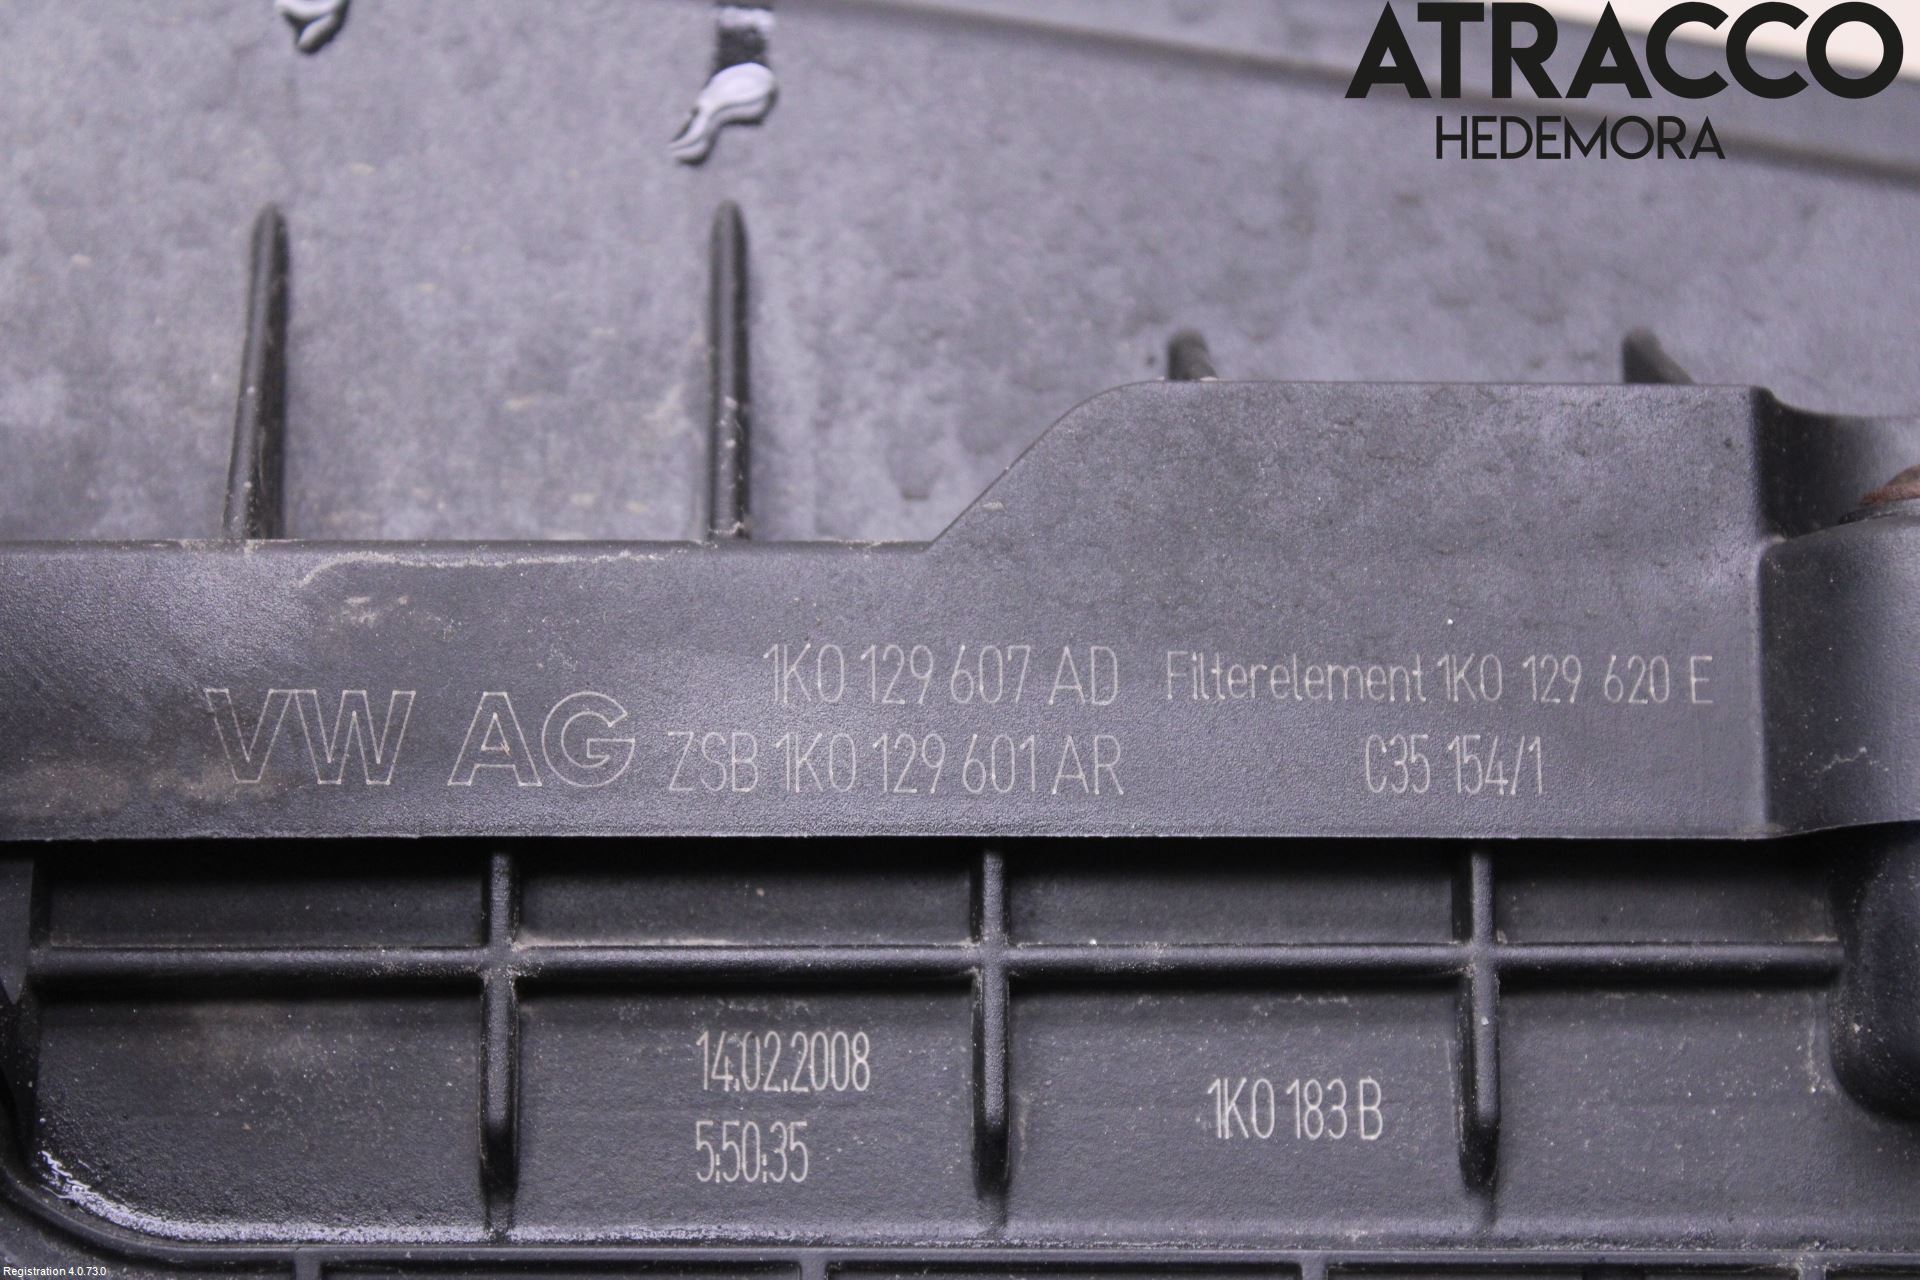 ATRACCO
HEDEMORA
VW AG
1K0 129 607 AD
ZSB 1K0 129 601 AR
Filterelement 1K0 129 620 E
C35 154/1
14.02.2008
5:50:35
1K0 183 B
Registration 4.0.73.0